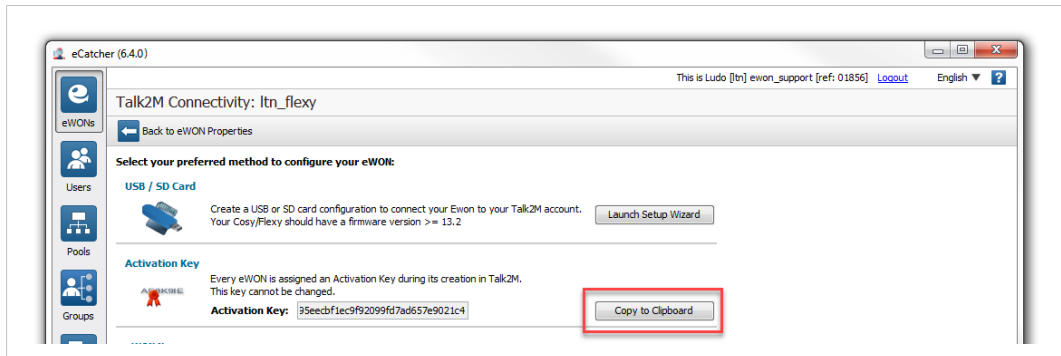 eCatcher (6.4.0)
This is Ludo [ltn] ewon_support [ref: 01856] Logout English ▼ ?
eWONs
Talk2M Connectivity: ltn_flexy
Back to eWON Properties
Users
Select your preferred method to configure your eWON:
USB / SD Card
Create a USB or SD card configuration to connect your Ewon to your Talk2M account.
Your Cosy/Flexy should have a firmware version >= 13.2
Launch Setup Wizard
Pools
Activation Key
Every eWON is assigned an Activation Key during its creation in Talk2M.
This key cannot be changed.
Activation Key: 95eecbf1ec9f92099fd7ad657e9021c4
Copy to Clipboard
Groups